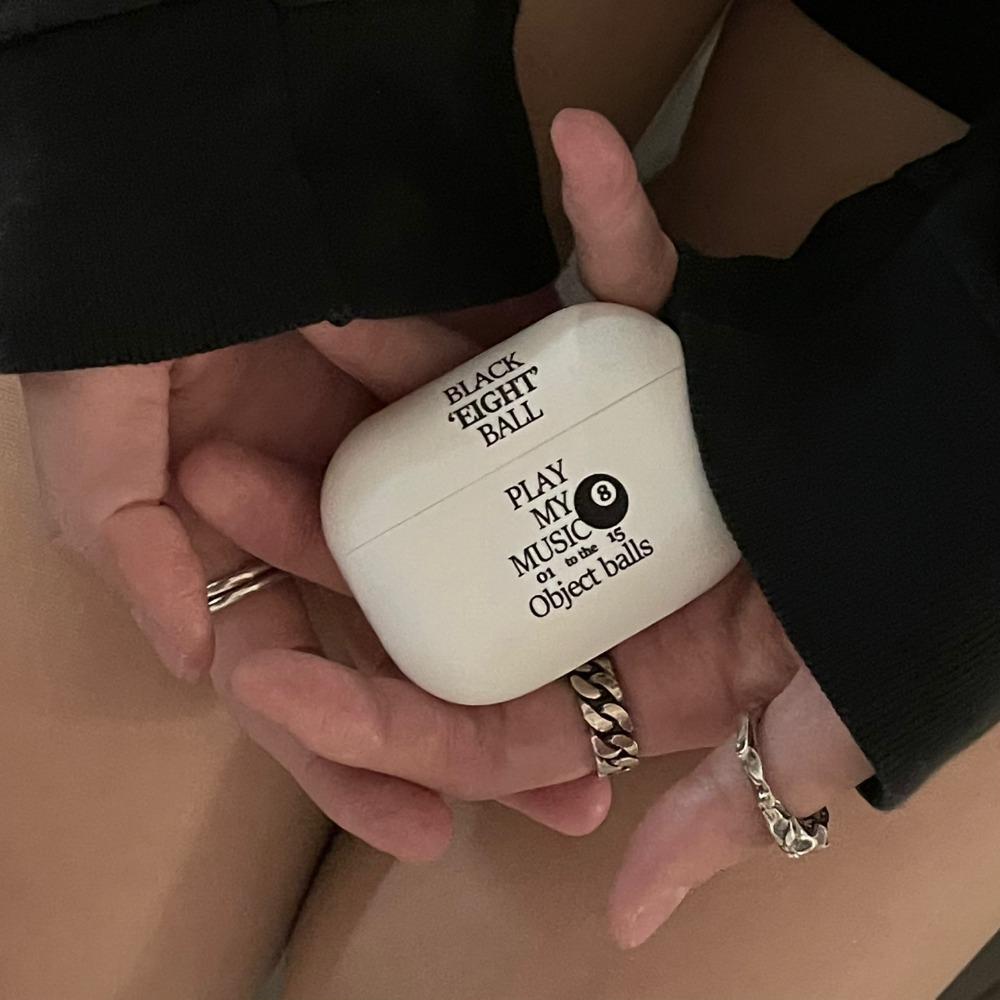 BLACK
‘EIGHT’
BALL
PLAY
MY
8
MUSIC
01 to the 15
Object balls